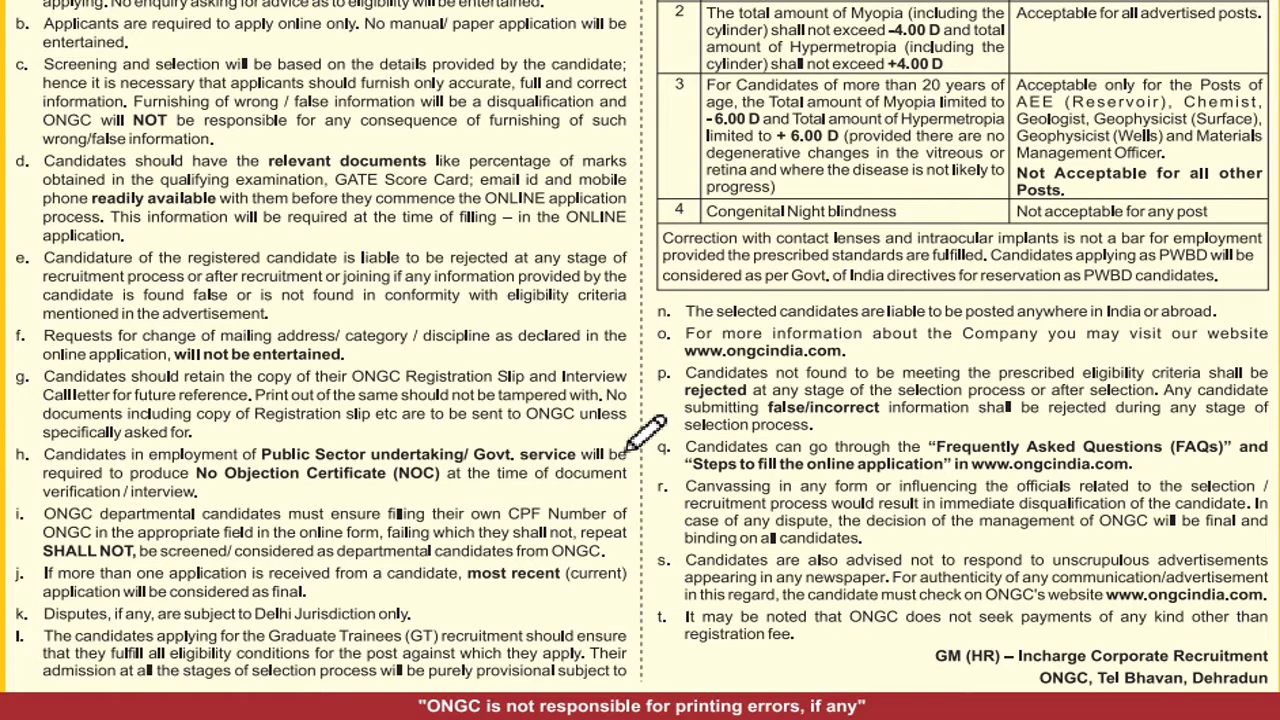 applying. No enquiry asking for advice as to eligibility will be entertained.
b. Applicants are required to apply online only. No manual/ paper application will be
entertained.
c. Screening and selection will be based on the details provided by the candidate;
hence it is necessary that applicants should furnish only accurate, full and correct
information. Furnishing of wrong / false information will be a disqualification and
ONGC will NOT be responsible for any consequence of furnishing of such
wrong/false information.
d. Candidates should have the relevant documents like percentage of marks
obtained in the qualifying examination, GATE Score Card; email id and mobile
phone readily available with them before they commence the ONLINE application
process. This information will be required at the time of filling – in the ONLINE
application.
e. Candidature of the registered candidate is liable to be rejected at any stage of
recruitment process or after recruitment or joining if any information provided by the
candidate is found false or is not found in conformity with eligibility criteria
mentioned in the advertisement.
f. Requests for change of mailing address/ category / discipline as declared in the
online application, will not be entertained.
g. Candidates should retain the copy of their ONGC Registration Slip and Interview
Call letter for future reference. Print out of the same should not be tampered with. No
documents including copy of Registration slip etc are to be sent to ONGC unless
specifically asked for.
h. Candidates in employment of Public Sector undertaking/ Govt. service will be
required to produce No Objection Certificate (NOC) at the time of document
verification / interview.
i. ONGC departmental candidates must ensure filling their own CPF Number of
ONGC in the appropriate field in the online form, failing which they shall not, repeat
SHALL NOT, be screened/ considered as departmental candidates from ONGC.
j. If more than one application is received from a candidate, most recent (current)
application will be considered as final.
k. Disputes, if any, are subject to Delhi Jurisdiction only.
l. The candidates applying for the Graduate Trainees (GT) recruitment should ensure
that they fulfill all eligibility conditions for the post against which they apply. Their
admission at all the stages of selection process will be purely provisional subject to
2 The total amount of Myopia (including the Acceptable for all advertised posts.
cylinder) shall not exceed -4.00 D and total
amount of Hypermetropia (including the
cylinder) shall not exceed +4.00 D
3 For Candidates of more than 20 years of Acceptable only for the Posts of
age, the Total amount of Myopia limited to AEE (Reservoir), Chemist,
- 6.00 D and Total amount of Hypermetropia Geologist, Geophysicist (Surface),
limited to + 6.00 D (provided there are no Geophysicist (Wells) and Materials
degenerative changes in the vitreous or Management Officer.
retina and where the disease is not likely to Not Acceptable for all other
progress) Posts.
4 Congenital Night blindness Not acceptable for any post
Correction with contact lenses and intraocular implants is not a bar for employment
provided the prescribed standards are fulfilled. Candidates applying as PWBD will be
considered as per Govt. of India directives for reservation as PWBD candidates.
n. The selected candidates are liable to be posted anywhere in India or abroad.
o. For more information about the Company you may visit our website
www.ongcindia.com.
p. Candidates not found to be meeting the prescribed eligibility criteria shall be
rejected at any stage of the selection process or after selection. Any candidate
submitting false/incorrect information shall be rejected during any stage of
selection process.
q. Candidates can go through the “Frequently Asked Questions (FAQs)” and
“Steps to fill the online application” in www.ongcindia.com.
r. Canvassing in any form or influencing the officials related to the selection /
recruitment process would result in immediate disqualification of the candidate. In
case of any dispute, the decision of the management of ONGC will be final and
binding on all candidates.
s. Candidates are also advised not to respond to unscrupulous advertisements
appearing in any newspaper. For authenticity of any communication/advertisement
in this regard, the candidate must check on ONGC's website www.ongcindia.com.
t. It may be noted that ONGC does not seek payments of any kind other than
registration fee.
GM (HR) – Incharge Corporate Recruitment
ONGC, Tel Bhavan, Dehradun
"ONGC is not responsible for printing errors, if any"